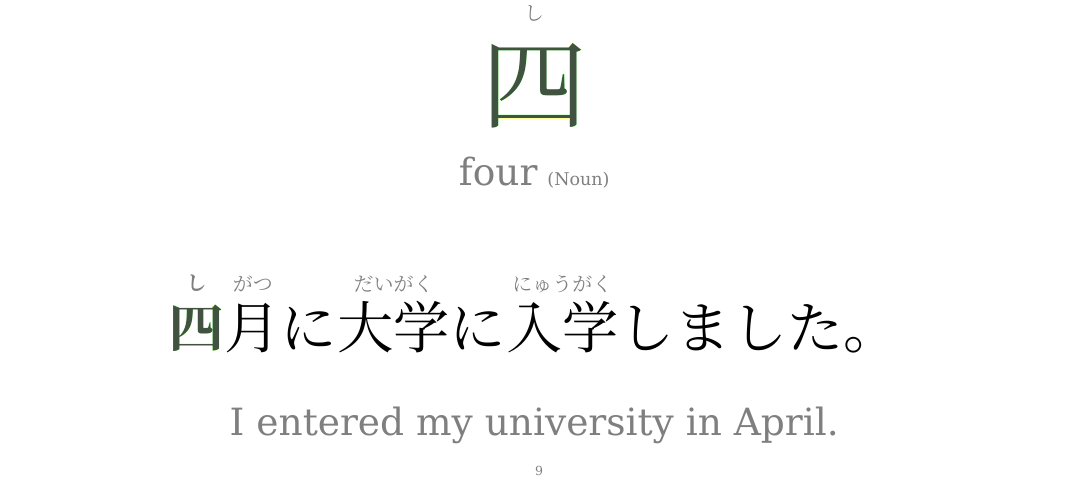 し
四
four (Noun)
し がつ だいがく にゅうがく
四月に大学に入学しました。
I entered my university in April.
9